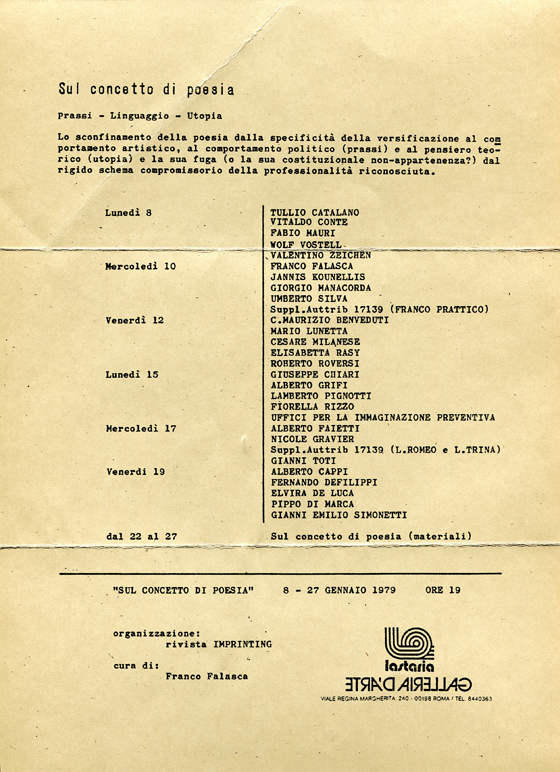 Sul concetto di poesia
Prassi - Linguaggio - Utopia
Lo sconfinamento della poesia dalla specificità della versificazione al com
portamento artistico, al comportamento politico (prassi) e al pensiero teo-
rico (utopia) e la sua fuga (o la sua costituzionale non-appartenenza?) dal
rigido schema compromissorio della professionalità riconosciuta.
Lunedì 8 TULLIO CATALANO
VITALDO CONTE
FABIO MAURI
WOLF VOSTELL
VALENTINO ZEICHEN
Mercoledì 10 FRANCO FALASCA
JANNIS KOUNELLIS
GIORGIO MANACORDA
UMBERTO SILVA
Suppl.Auttrib 17139 (FRANCO PRATTICO)
Venerdì 12 C.MAURIZIO BENVEDUTI
MARIO LUNETTA
CESARE MILANESE
ELISABETTA RASY
ROBERTO ROVERSI
Lunedì 15 GIUSEPPE CHIARI
ALBERTO GRIFI
LAMBERTO PIGNOTTI
FIORELLA RIZZO
UFFICI PER LA IMMAGINAZIONE PREVENTIVA
Mercoledì 17 ALBERTO FAIETTI
NICOLE GRAVIER
Suppl.Auttrib 17139 (L.ROMEO e L.TRINA)
GIANNI TOTI
Venerdì 19 ALBERTO CAPPI
FERNANDO DEFILIPPI
ELVIRA DE LUCA
PIPPO DI MARCA
GIANNI EMILIO SIMONETTI
dal 22 al 27 Sul concetto di poesia (materiali)
"SUL CONCETTO DI POESIA" 8 - 27 GENNAIO 1979 ORE 19
organizzazione:
rivista IMPRINTING
cura di:
Franco Falasca
lastaria
GALLERIA D'ARTE
VIALE REGINA MARGHERITA 240 - 00198 ROMA / TEL. 8440363